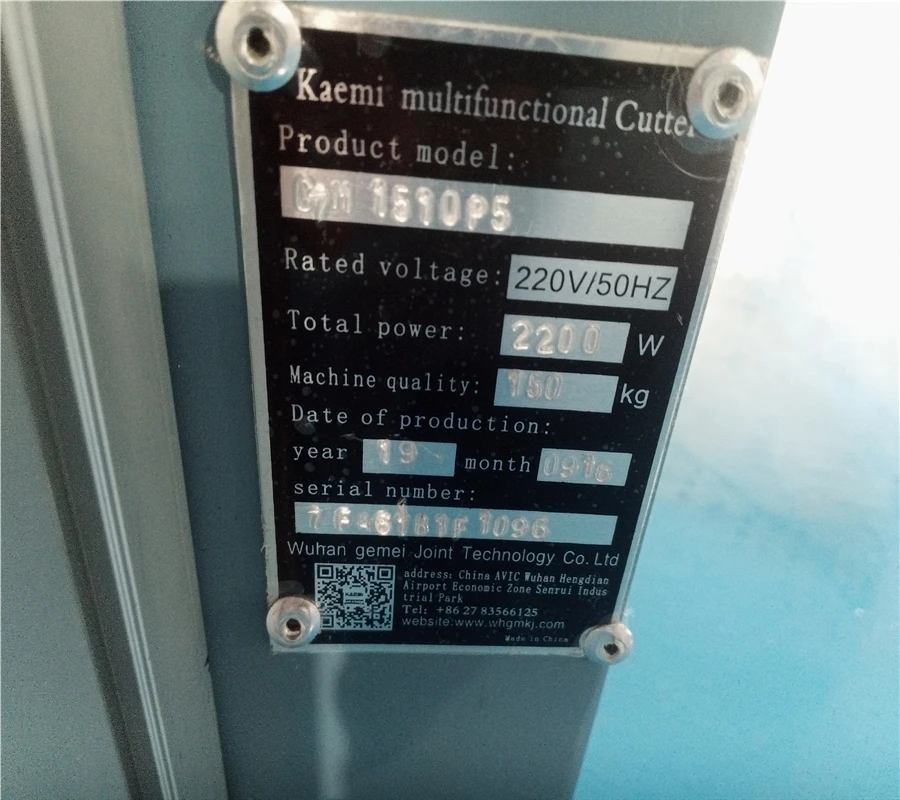 Kaemi multifunctional Cutter
Product model:
1510P5
Rated voltage: 220V/50HZ
Total power: 2200 W
Machine quality: 150 kg
Date of production:
year 19 month 0916
serial number:
1096
Wuhan gemei Joint Technology Co. Ltd
address: China AVIC Wuhan Hengdian
Airport Economic Zone Senrui Indus
trial Park
Tel: +86 27 83566125
website:www.whgmkj.com
Made in China